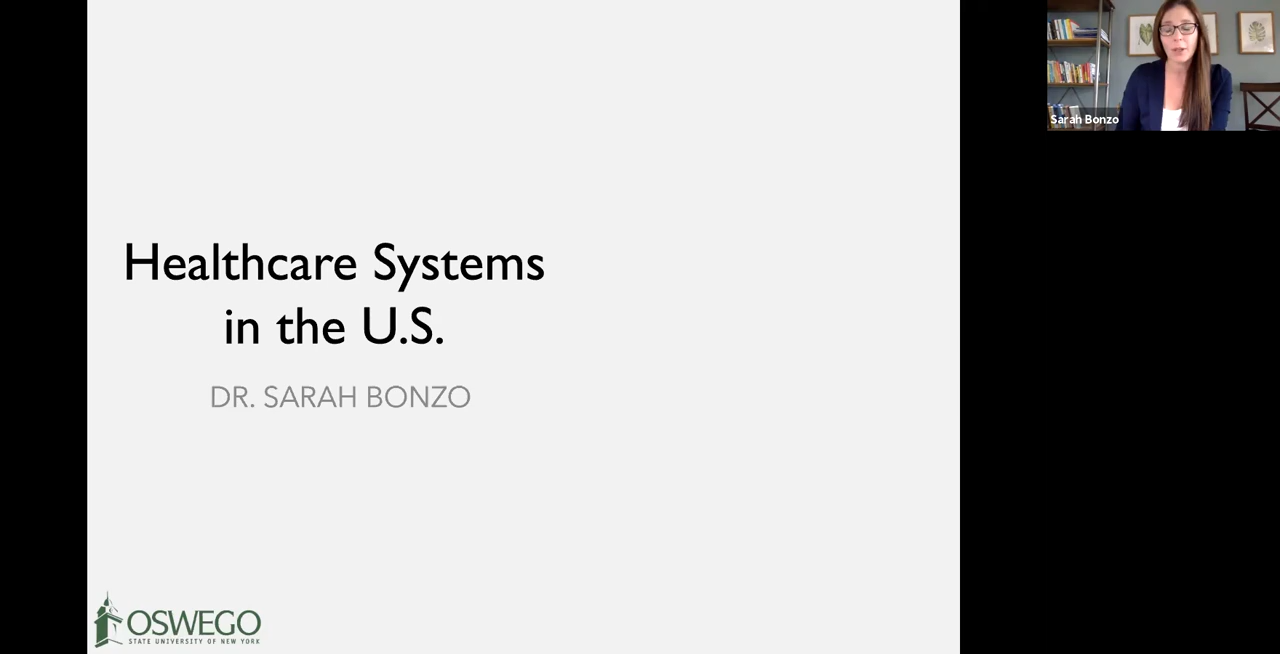 Healthcare Systems
in the U.S.
DR. SARAH BONZO
OSWEGO
STATE UNIVERSITY OF NEW YORK
Sarah Bonzo